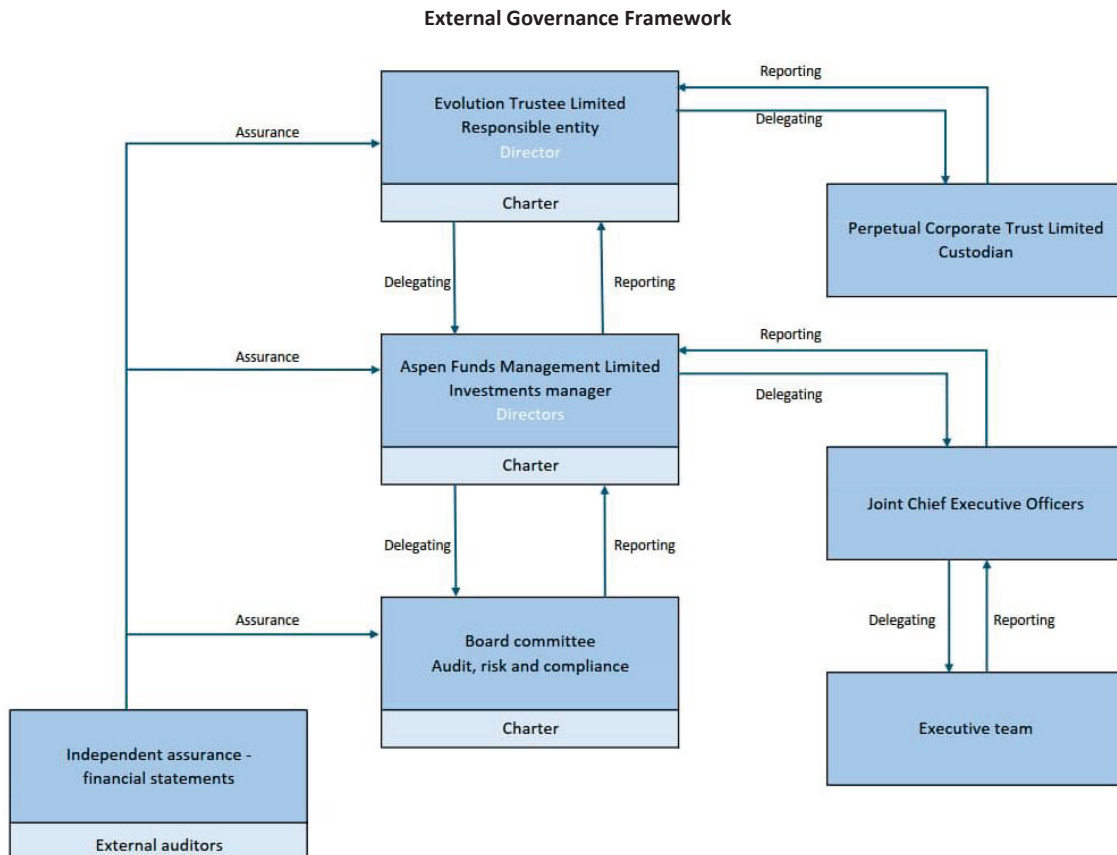 External Governance Framework
Reporting
Evolution Trustee Limited
Responsible entity
Director
Charter
Assurance
Delegating
Perpetual Corporate Trust Limited
Custodian
Delegating
Reporting
Reporting
Assurance
Aspen Funds Management Limited
Investments manager
Directors
Charter
Delegating
Joint Chief Executive Officers
Delegating
Reporting
Assurance
Board committee
Audit, risk and compliance
Charter
Delegating
Reporting
Executive team
Independent assurance -
financial statements
External auditors